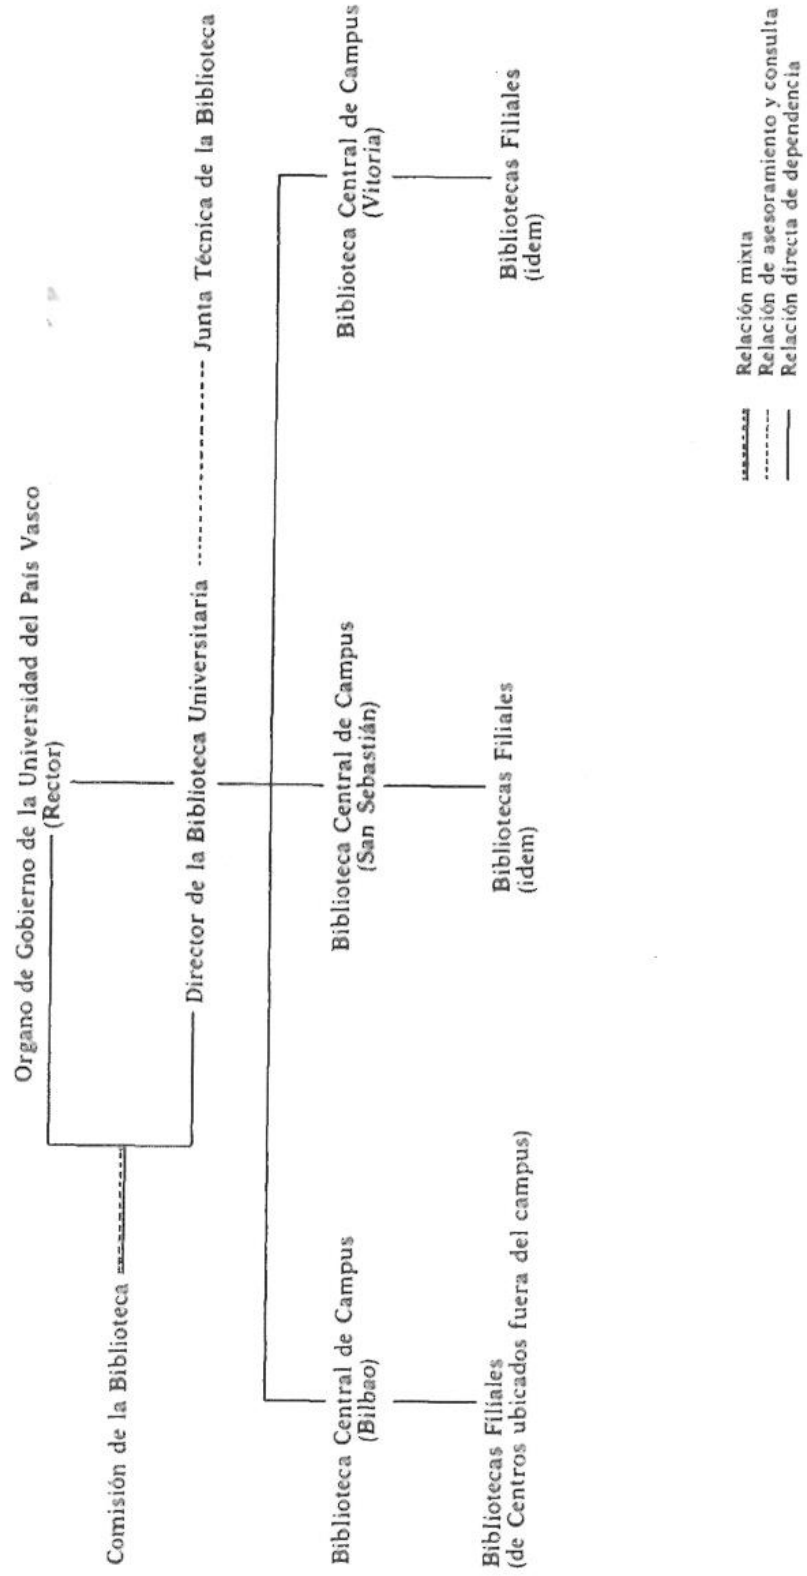 Organo de Gobierno de la Universidad del País Vasco
(Rector)
Comisión de la Biblioteca
Director de la Biblioteca Universitaria
Junta Técnica de la Biblioteca
Biblioteca Central de Campus
(Bilbao)
Biblioteca Central de Campus
(San Sebastián)
Biblioteca Central de Campus
(Vitoria)
Bibliotecas Filiales
(de Centros ubicados fuera del campus)
Bibliotecas Filiales
(idem)
Bibliotecas Filiales
(idem)
Relación mixta
Relación de asesoramiento y consulta
Relación directa de dependencia